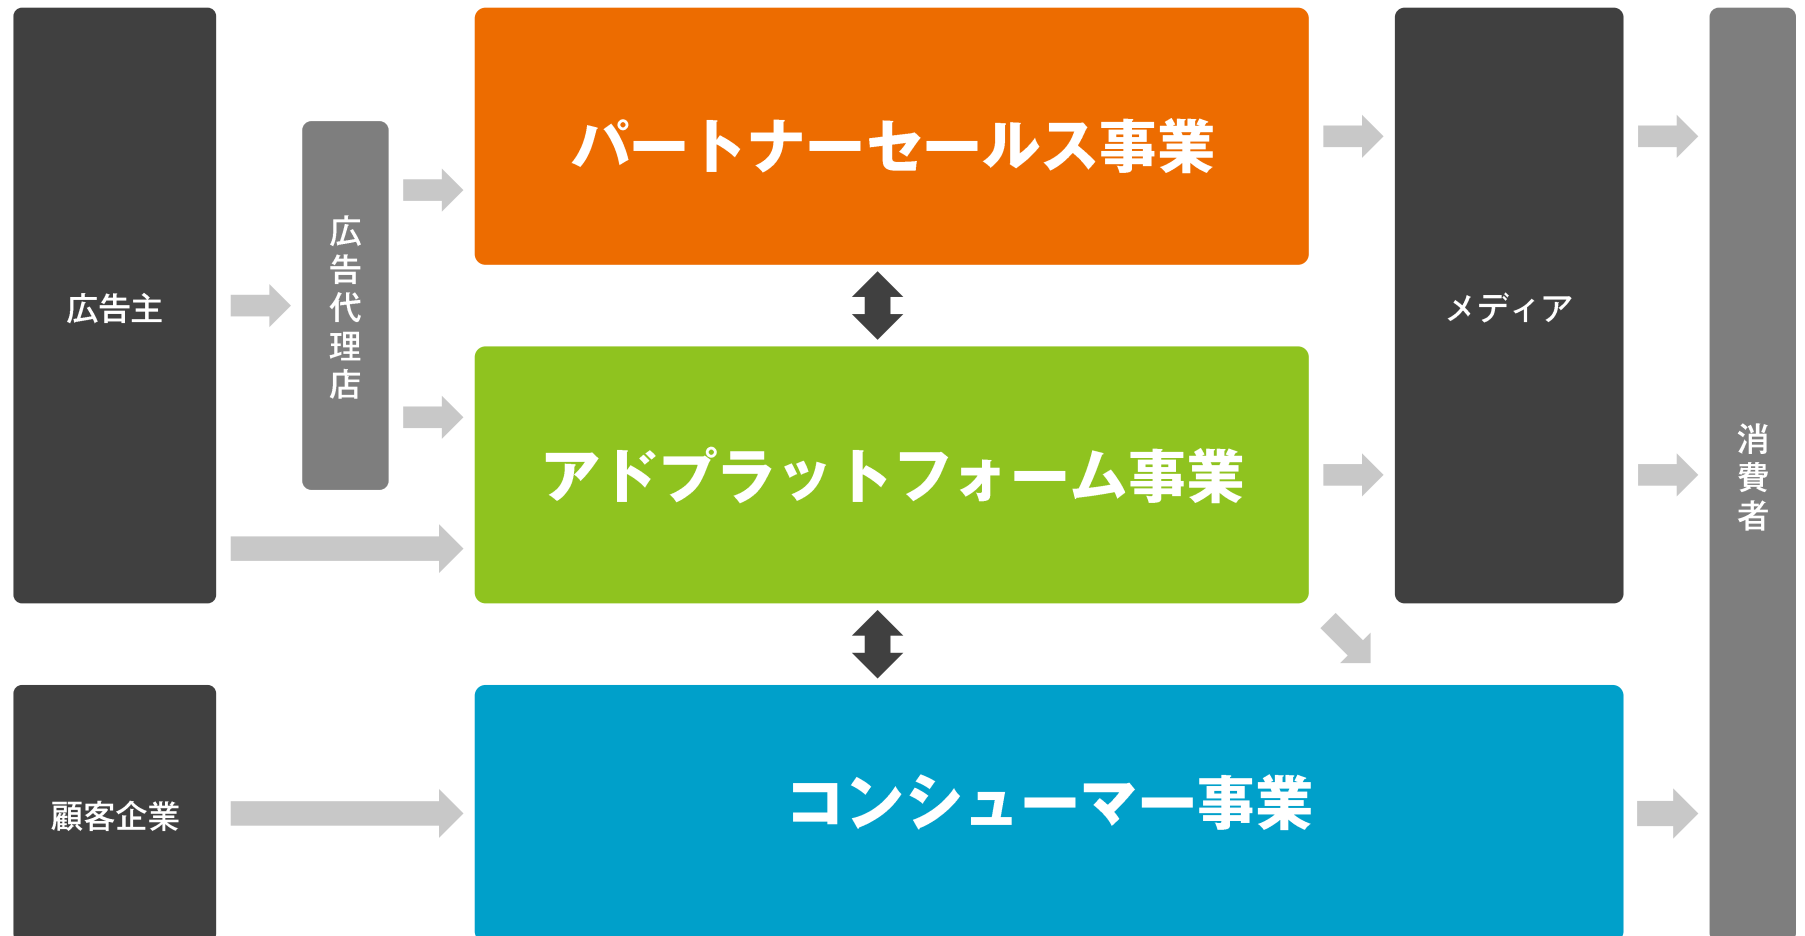 広告主
広告代理店
パートナーセールス事業
アドプラットフォーム事業
メディア
消費者
顧客企業
コンシューマー事業